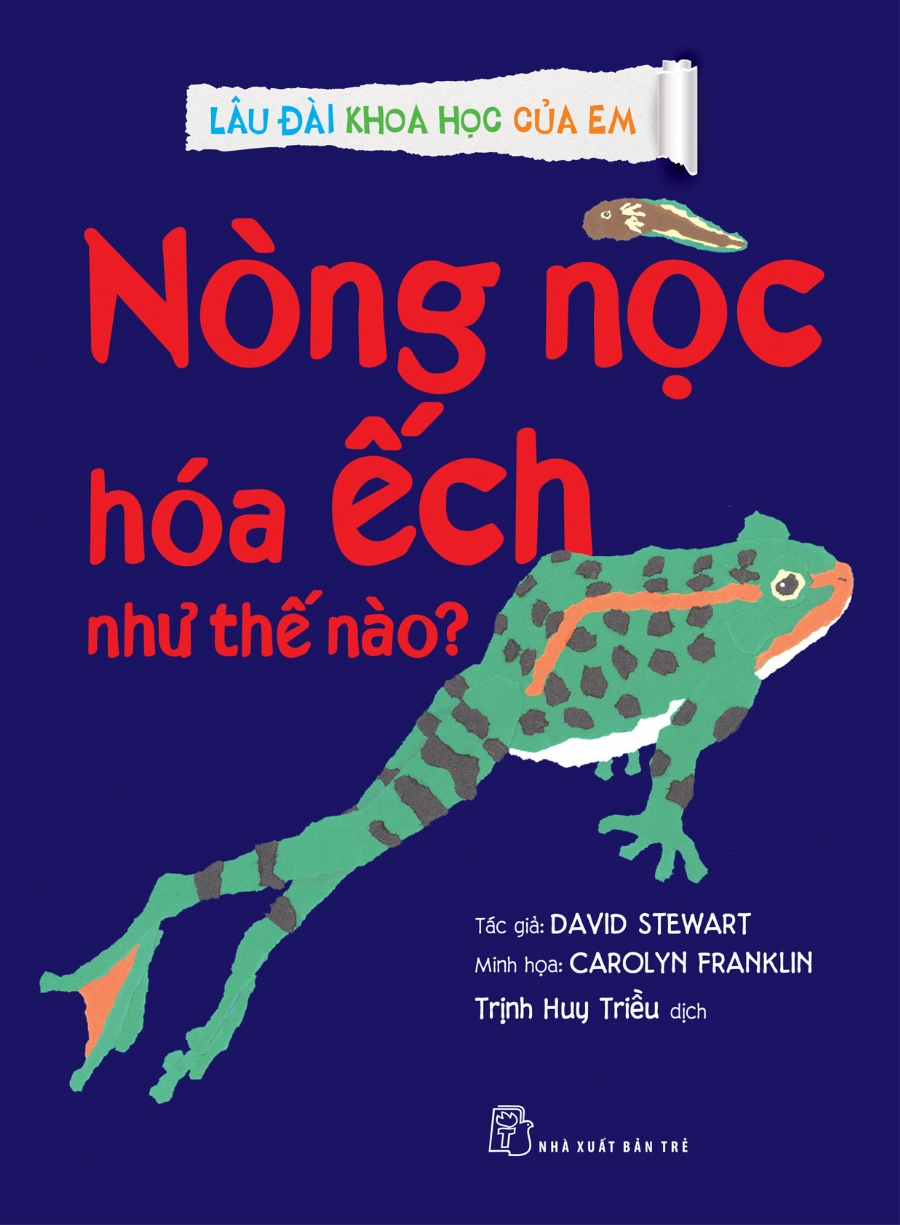 LÂU ĐÀI KHOA HỌC CỦA EM
Nòng nọc
hóa ếch
như thế nào?
Tác giả: DAVID STEWART
Minh họa: CAROLYN FRANKLIN
Trịnh Huy Triều dịch
NHÀ XUẤT BẢN TRẺ